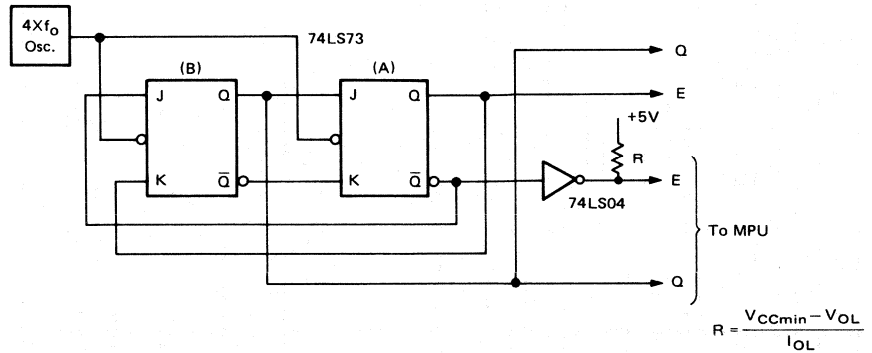 4Xfo
Osc.
74LS73
(B)
(A)
J
Q
K
Q̅
J
Q
K
Q̅
Q
E
+5V
R
E
74LS04
To MPU
Q
R = (VCCmin − VOL) / IOL